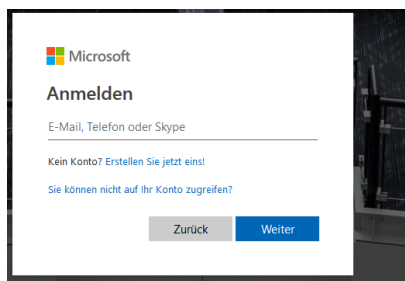 Microsoft
Anmelden
E-Mail, Telefon oder Skype
Kein Konto? Erstellen Sie jetzt eins!
Sie können nicht auf Ihr Konto zugreifen?
Zurück Weiter